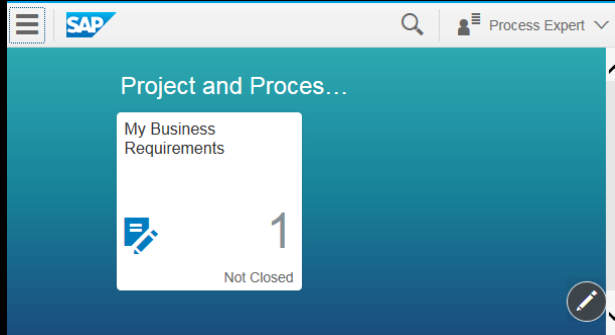 SAP
Process Expert
Project and Proces...
My Business
Requirements
1
Not Closed